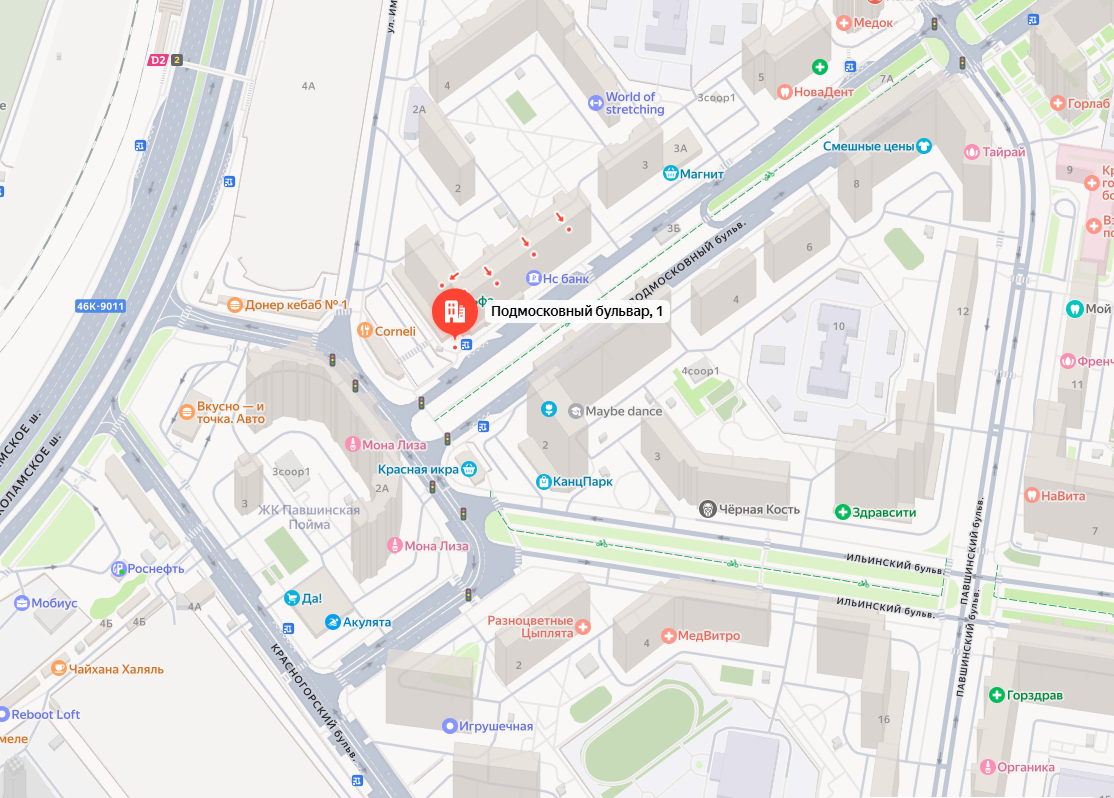 Медок
D2
2
4А
4
5
7А
НоваДент
World of
stretching
3соор1
2А
Горлаб
3А
Смешные цены
Тайрай
3
Магнит
9
2
8
3Б
6
Нс банк
ПОДМОСКОВНЫЙ бульв.
46К-9011
Донер кебаб № 1
Подмосковный бульвар, 1
4
Мой
12
10
Corneli
Френч
4соор1
11
Вкусно — и
точка. Авто
Maybe dance
Мона Лиза
2
3
Красная икра
3соор1
КанцПарк
2А
3
НаВита
ЖК Павшинская
Пойма
Чёрная Кость
Здравсити
7
КОЛАМСКОЕ ш.
Мона Лиза
ИЛЬИНСКИЙ бульв.
ПАВШИНСКИЙ бульв.
Роснефть
Да!
Мобиус
4А
ИЛЬИНСКИЙ бульв.
4Б
4Б
Акулята
Разноцветные
Цыплята
МедВитро
4
2
ПАВШИНСКИЙ бульв.
Чайхана Халяль
КРАСНОГОРСКИЙ бульв.
Горздрав
Reboot Loft
16
Игрушечная
Органика